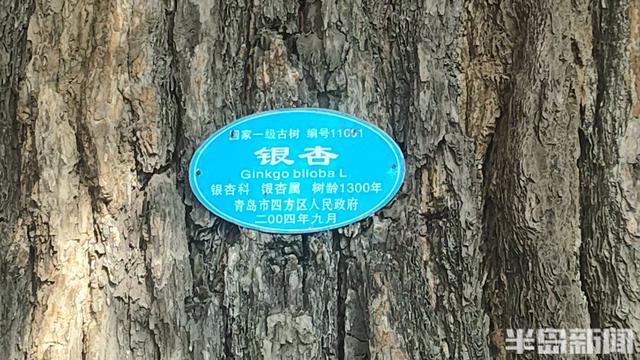 国家一级古树 编号11001
银杏
Ginkgo biloba L
银杏科 银杏属 树龄1300年
青岛市四方区人民政府
二〇〇四年九月
半岛新闻